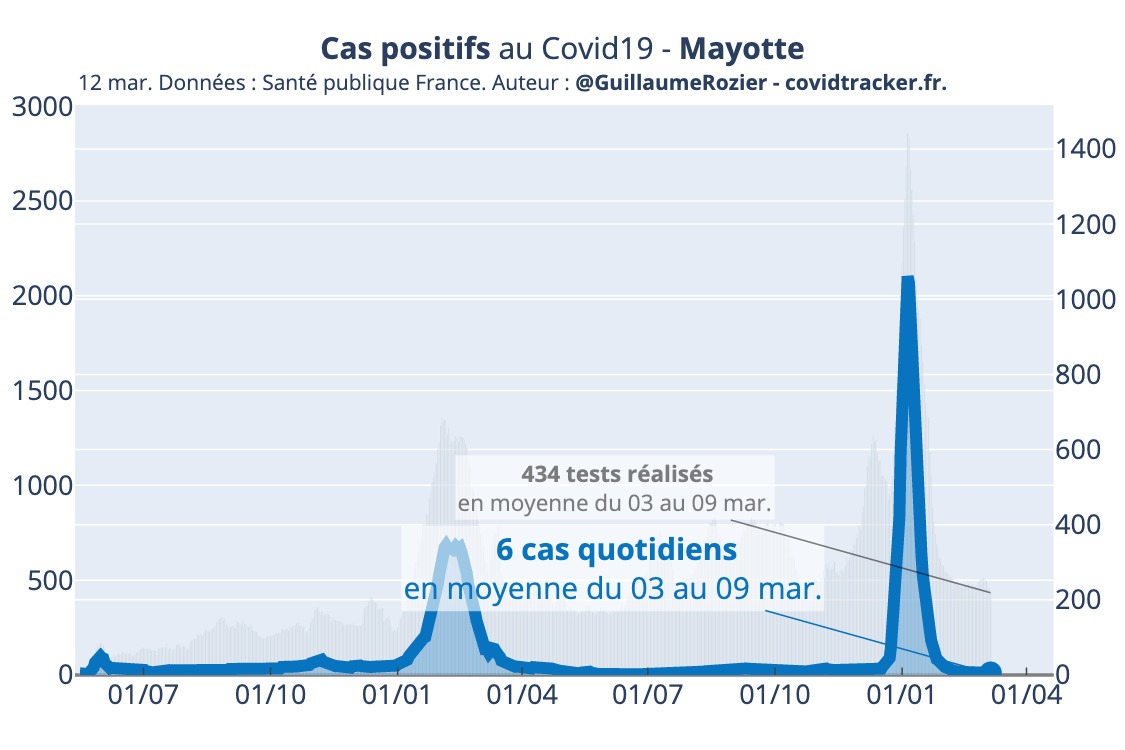 Cas positifs au Covid19 - Mayotte
12 mar. Données : Santé publique France. Auteur : @GuillaumeRozier - covidtracker.fr.
3000
2500
2000
1500
1000
500
0
1400
1200
1000
800
600
400
200
0
434 tests réalisés
en moyenne du 03 au 09 mar.
6 cas quotidiens
en moyenne du 03 au 09 mar.
01/07 01/10 01/01 01/04 01/07 01/10 01/01 01/04